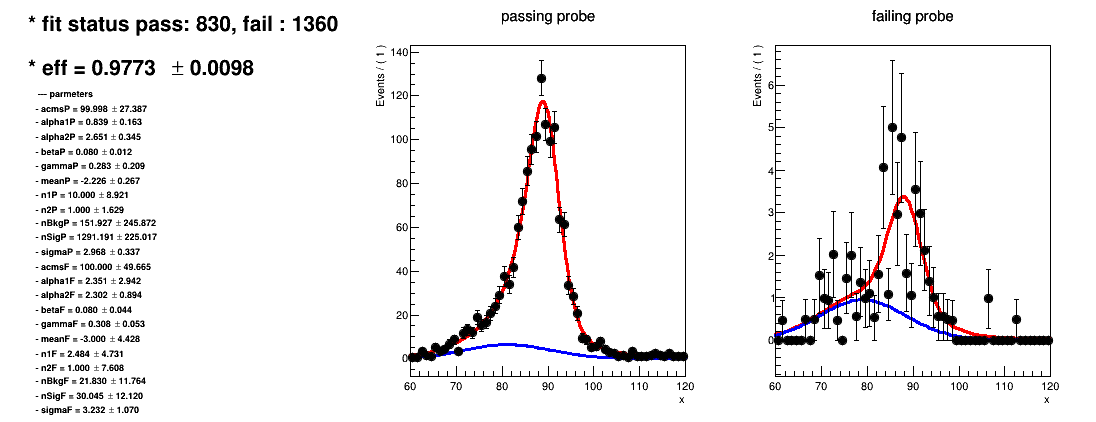 * fit status pass: 830, fail : 1360
* eff = 0.9773 ± 0.0098
--- parmeters
- acmsP = 99.998 ± 27.387
- alpha1P = 0.839 ± 0.163
- alpha2P = 2.651 ± 0.345
- betaP = 0.080 ± 0.012
- gammaP = 0.283 ± 0.209
- meanP = -2.226 ± 0.267
- n1P = 10.000 ± 8.921
- n2P = 1.000 ± 1.629
- nBkgP = 151.927 ± 245.872
- nSigP = 1291.191 ± 225.017
- sigmaP = 2.968 ± 0.337
- acmsF = 100.000 ± 49.665
- alpha1F = 2.351 ± 2.942
- alpha2F = 2.302 ± 0.894
- betaF = 0.080 ± 0.044
- gammaF = 0.308 ± 0.053
- meanF = -3.000 ± 4.428
- n1F = 2.484 ± 4.731
- n2F = 1.000 ± 7.608
- nBkgF = 21.830 ± 11.764
- nSigF = 30.045 ± 12.120
- sigmaF = 3.232 ± 1.070
passing probe
Events / ( 1 )
140
120
100
80
60
40
20
0
60 70 80 90 100 110 120
x
failing probe
Events / ( 1 )
6
5
4
3
2
1
0
60 70 80 90 100 110 120
x